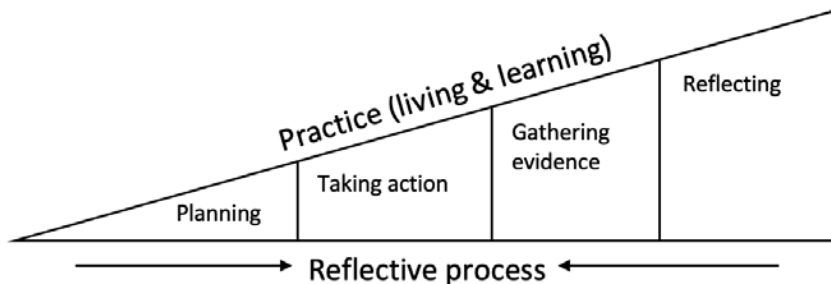 Practice (living & learning)
Reflecting
Gathering
evidence
Taking action
Planning
Reflective process